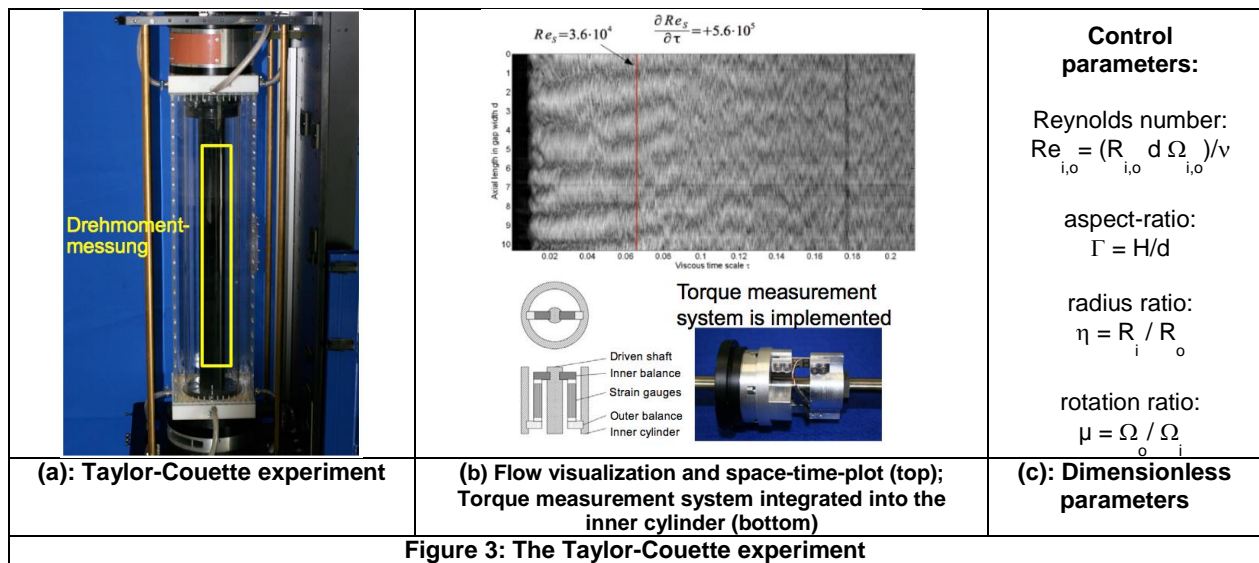 Drehmoment-
messung
(a): Taylor-Couette experiment
Re_S=3.6·10⁴
∂Re_S/∂τ=+5.6·10⁵
Axial length in gap width d
0
1
2
3
4
5
6
7
8
9
10
0.02 0.04 0.06 0.08 0.1 0.12 0.14 0.16 0.18 0.2
Viscous time scale τ
Torque measurement
system is implemented
Driven shaft
Inner balance
Strain gauges
Outer balance
Inner cylinder
(b) Flow visualization and space-time-plot (top);
Torque measurement system integrated into the
inner cylinder (bottom)
Control
parameters:
Reynolds number:
Re_i,o = (R_i,o d Ω_i,o)/ν
aspect-ratio:
Γ = H/d
radius ratio:
η = R_i / R_o
rotation ratio:
µ = Ω_o / Ω_i
(c): Dimensionless
parameters
Figure 3: The Taylor-Couette experiment